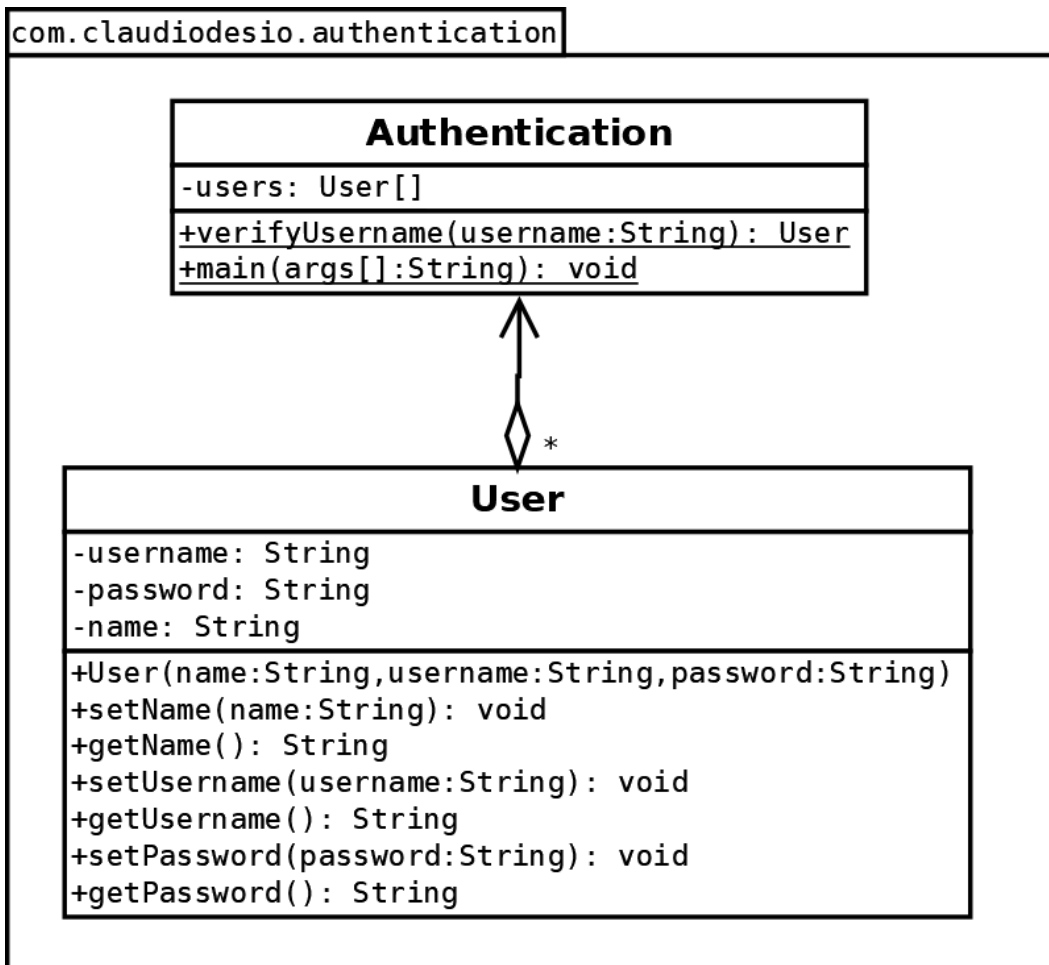 com.claudiodesio.authentication
Authentication
-users: User[]
+verifyUsername(username:String): User
+main(args[]:String): void
*
User
-username: String
-password: String
-name: String
+User(name:String,username:String,password:String)
+setName(name:String): void
+getName(): String
+setUsername(username:String): void
+getUsername(): String
+setPassword(password:String): void
+getPassword(): String